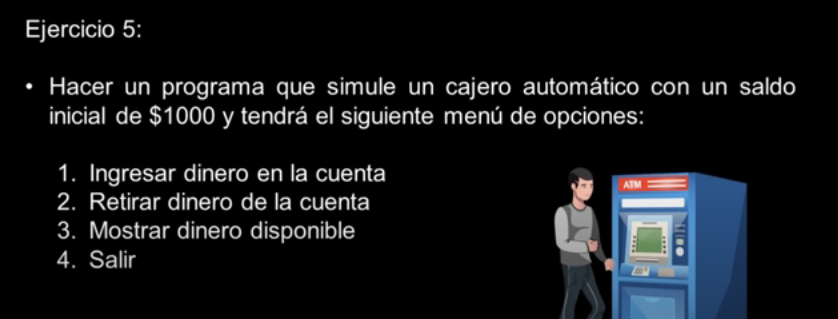 Ejercicio 5:
• Hacer un programa que simule un cajero automático con un saldo
inicial de $1000 y tendrá el siguiente menú de opciones:
1. Ingresar dinero en la cuenta
2. Retirar dinero de la cuenta
3. Mostrar dinero disponible
4. Salir
ATM